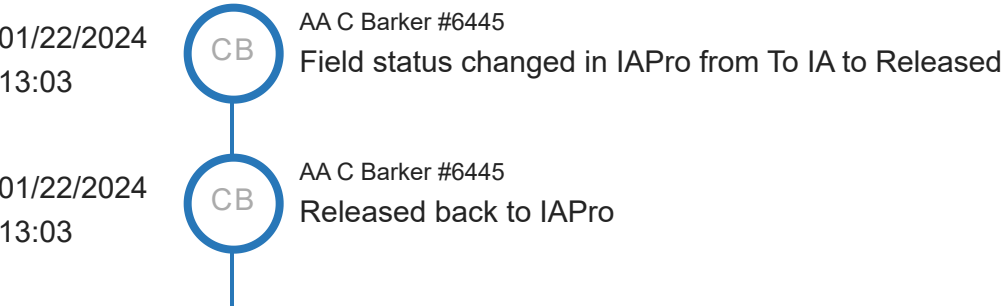 01/22/2024
13:03
CB
AA C Barker #6445
Field status changed in IAPro from To IA to Released
01/22/2024
13:03
CB
AA C Barker #6445
Released back to IAPro